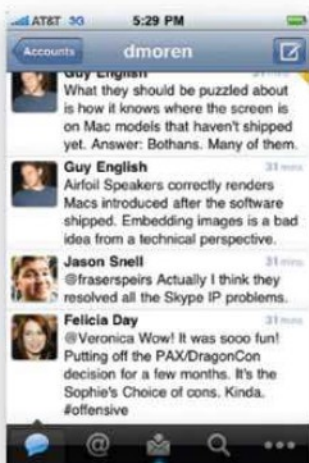 AT&T 3G 5:29 PM
Accounts dmoren
Guy English 31 mins
What they should be puzzled about
is how it knows where the screen is
on Mac models that haven't shipped
yet. Answer: Bothans. Many of them.
Guy English 31 mins
Airfoil Speakers correctly renders
Macs introduced after the software
shipped. Embedding images is a bad
idea from a technical perspective.
Jason Snell 31 mins
@fraserspeirs Actually I think they
resolved all the Skype IP problems.
Felicia Day 31 mins
@Veronica Wow! It was sooo fun!
Putting off the PAX/DragonCon
decision for a few months. It's the
Sophie's Choice of cons. Kinda.
#offensive
@